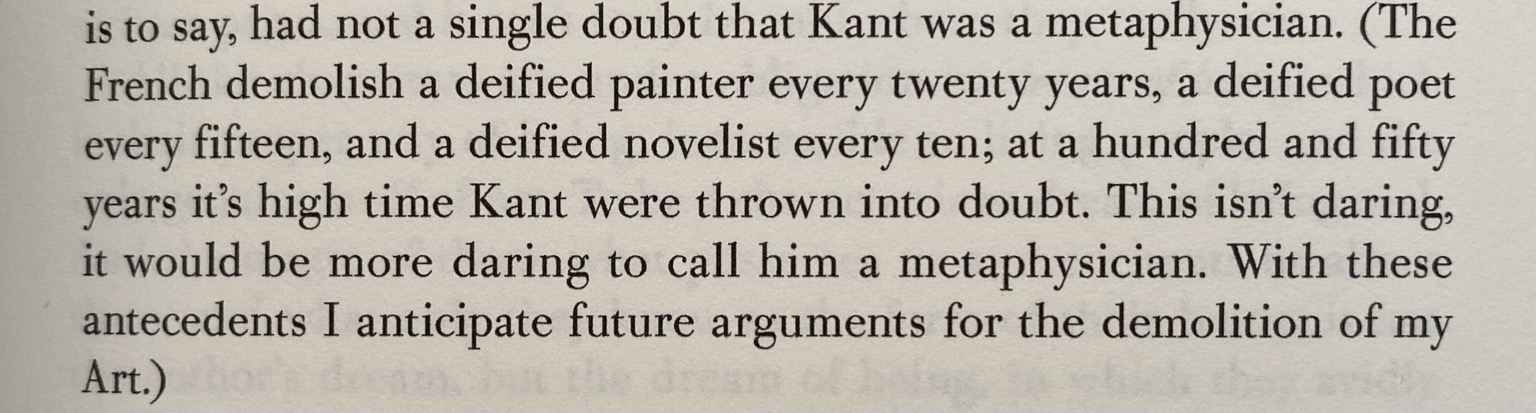 is to say, had not a single doubt that Kant was a metaphysician. (The
French demolish a deified painter every twenty years, a deified poet
every fifteen, and a deified novelist every ten; at a hundred and fifty
years it’s high time Kant were thrown into doubt. This isn’t daring,
it would be more daring to call him a metaphysician. With these
antecedents I anticipate future arguments for the demolition of my
Art.)